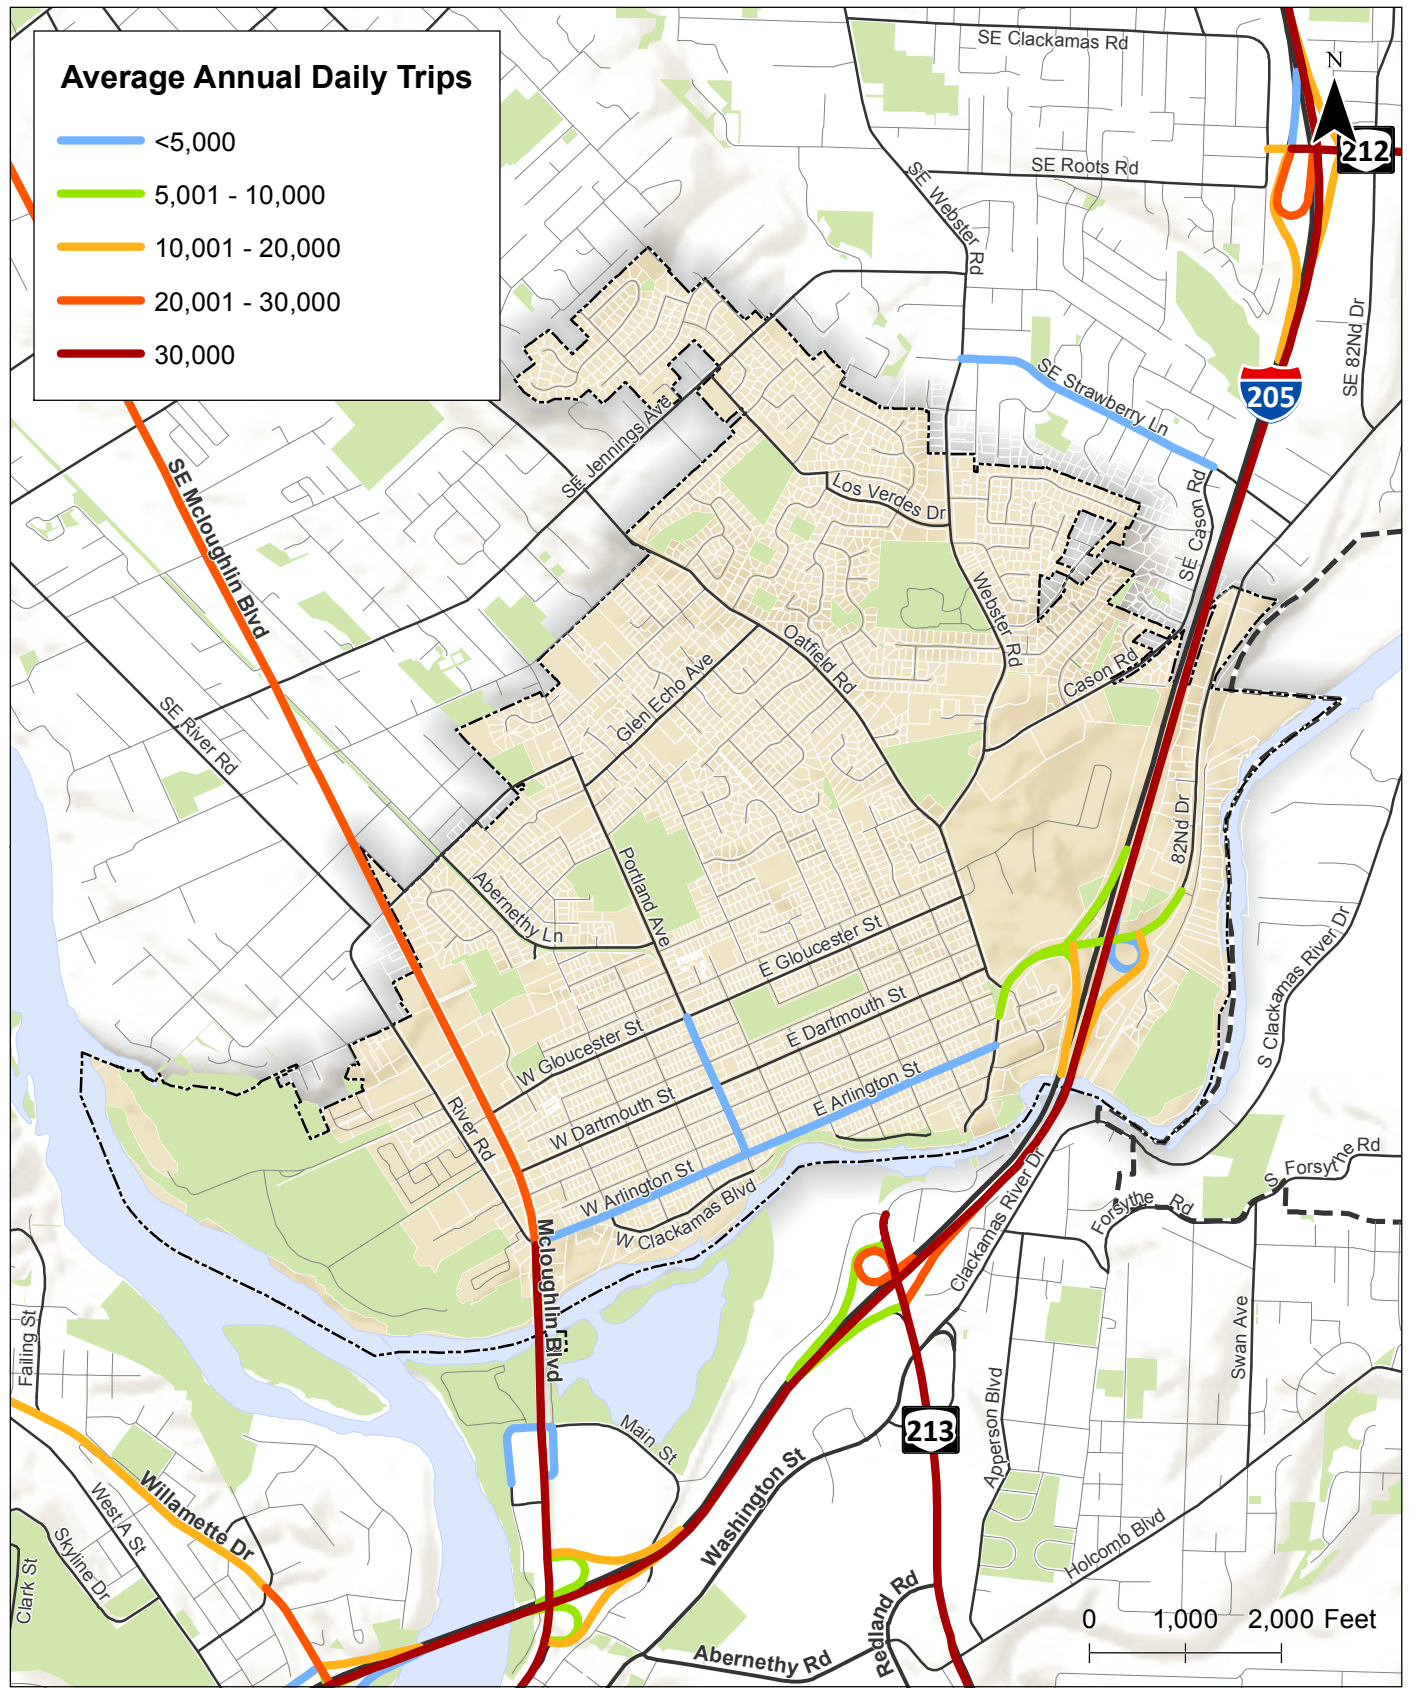 Average Annual Daily Trips
<5,000
5,001 - 10,000
10,001 - 20,000
20,001 - 30,000
30,000
SE Clackamas Rd
N
212
SE Roots Rd
SE Webster Rd
SE 82Nd Dr
205
SE Strawberry Ln
SE Jennings Ave
SE Mcloughlin Blvd
Los Verdes Dr
SE Cason Rd
Webster Rd
Oatfield Rd
Glen Echo Ave
Cason Rd
SE River Rd
82Nd Dr
Portland Ave
Abernethy Ln
E Gloucester St
S Clackamas River Dr
E Dartmouth St
W Gloucester St
E Arlington St
W Dartmouth St
River Rd
W Arlington St
W Clackamas Blvd
S Forsythe Rd
Forsythe Rd
Clackamas River Dr
Mcloughlin Blvd
Failing St
Swan Ave
Apperson Blvd
213
Main St
Washington St
Willamette Dr
West A St
Skyline Dr
Clark St
Holcomb Blvd
Redland Rd
Abernethy Rd
0 1,000 2,000 Feet